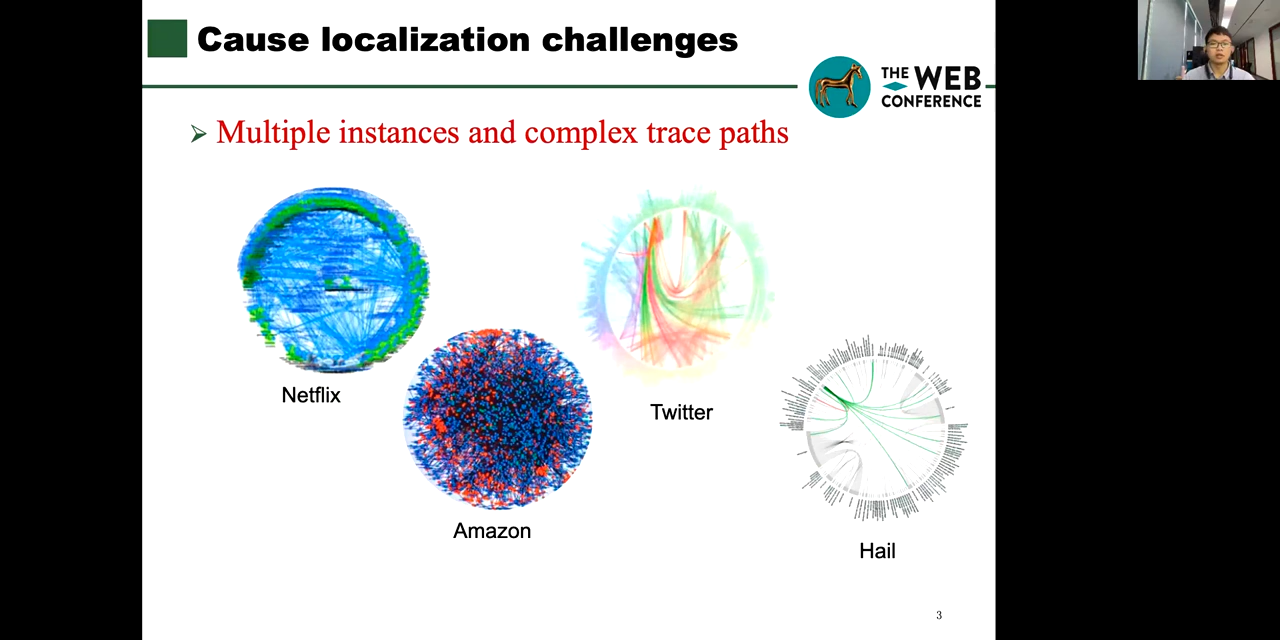 Cause localization challenges
THE WEB
CONFERENCE
Multiple instances and complex trace paths
Netflix
Twitter
Amazon
Hail
3